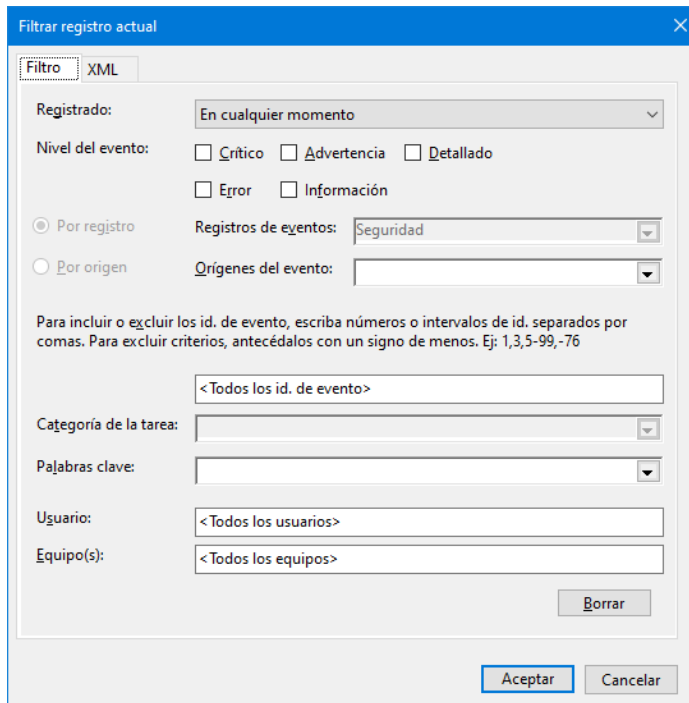 Filtrar registro actual
Filtro XML
Registrado: En cualquier momento
Nivel del evento: Crítico Advertencia Detallado
Error Información
Por registro Registros de eventos: Seguridad
Por origen Orígenes del evento:
Para incluir o excluir los id. de evento, escriba números o intervalos de id. separados por
comas. Para excluir criterios, antecédalos con un signo de menos. Ej: 1,3,5-99,-76
<Todos los id. de evento>
Categoría de la tarea:
Palabras clave:
Usuario: <Todos los usuarios>
Equipo(s): <Todos los equipos>
Borrar
Aceptar Cancelar